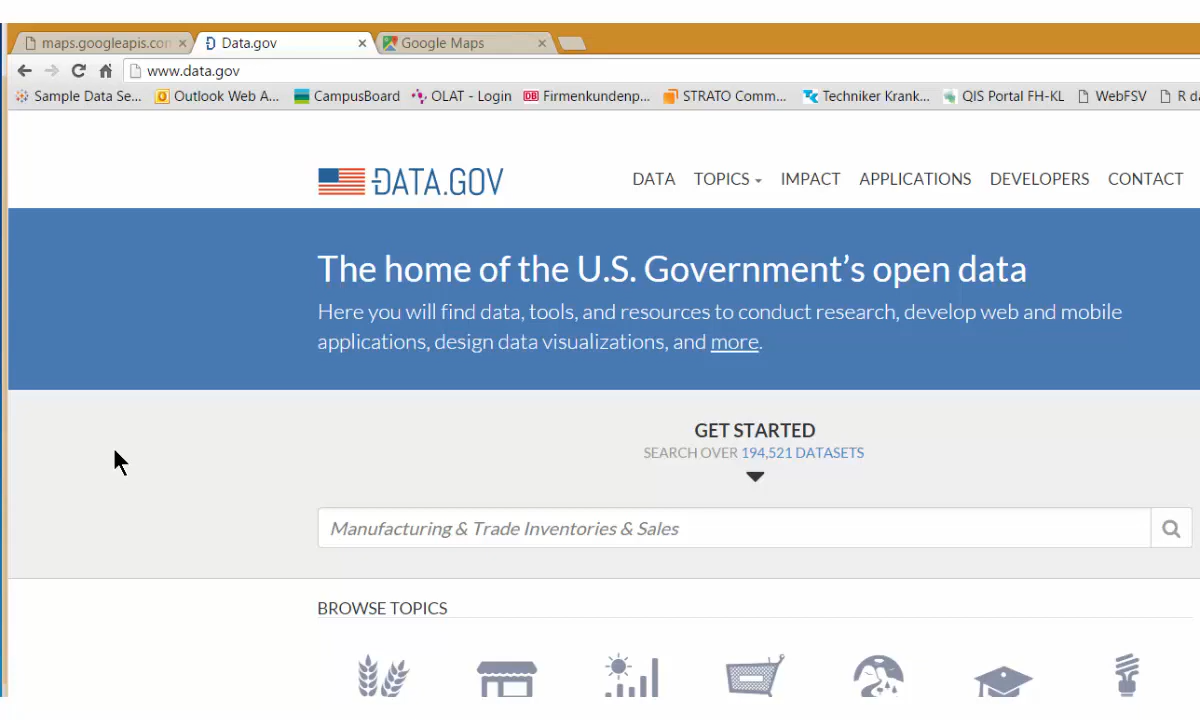 maps.googleapis.con
Data.gov
Google Maps
www.data.gov
Sample Data Se...
Outlook Web A...
CampusBoard
OLAT - Login
DB Firmenkundenp...
STRATO Comm...
Techniker Krank...
QIS Portal FH-KL
WebFSV
R da
DATA.GOV
DATA TOPICS IMPACT APPLICATIONS DEVELOPERS CONTACT
The home of the U.S. Government’s open data
Here you will find data, tools, and resources to conduct research, develop web and mobile
applications, design data visualizations, and more.
GET STARTED
SEARCH OVER 194,521 DATASETS
Manufacturing & Trade Inventories & Sales
BROWSE TOPICS